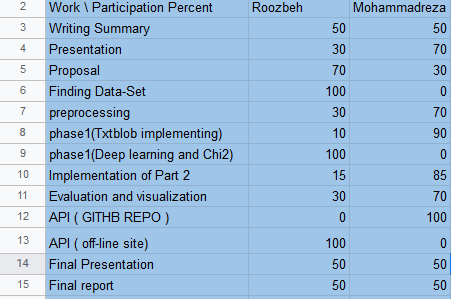 2 Work \ Participation Percent Roozbeh Mohammadreza
3 Writing Summary 50 50
4 Presentation 30 70
5 Proposal 70 30
6 Finding Data-Set 100 0
7 preprocessing 30 70
8 phase1(Txtblob implementing) 10 90
9 phase1(Deep learning and Chi2) 100 0
10 Implementation of Part 2 15 85
11 Evaluation and visualization 30 70
12 API ( GITHB REPO ) 0 100
13 API ( off-line site) 100 0
14 Final Presentation 50 50
15 Final report 50 50